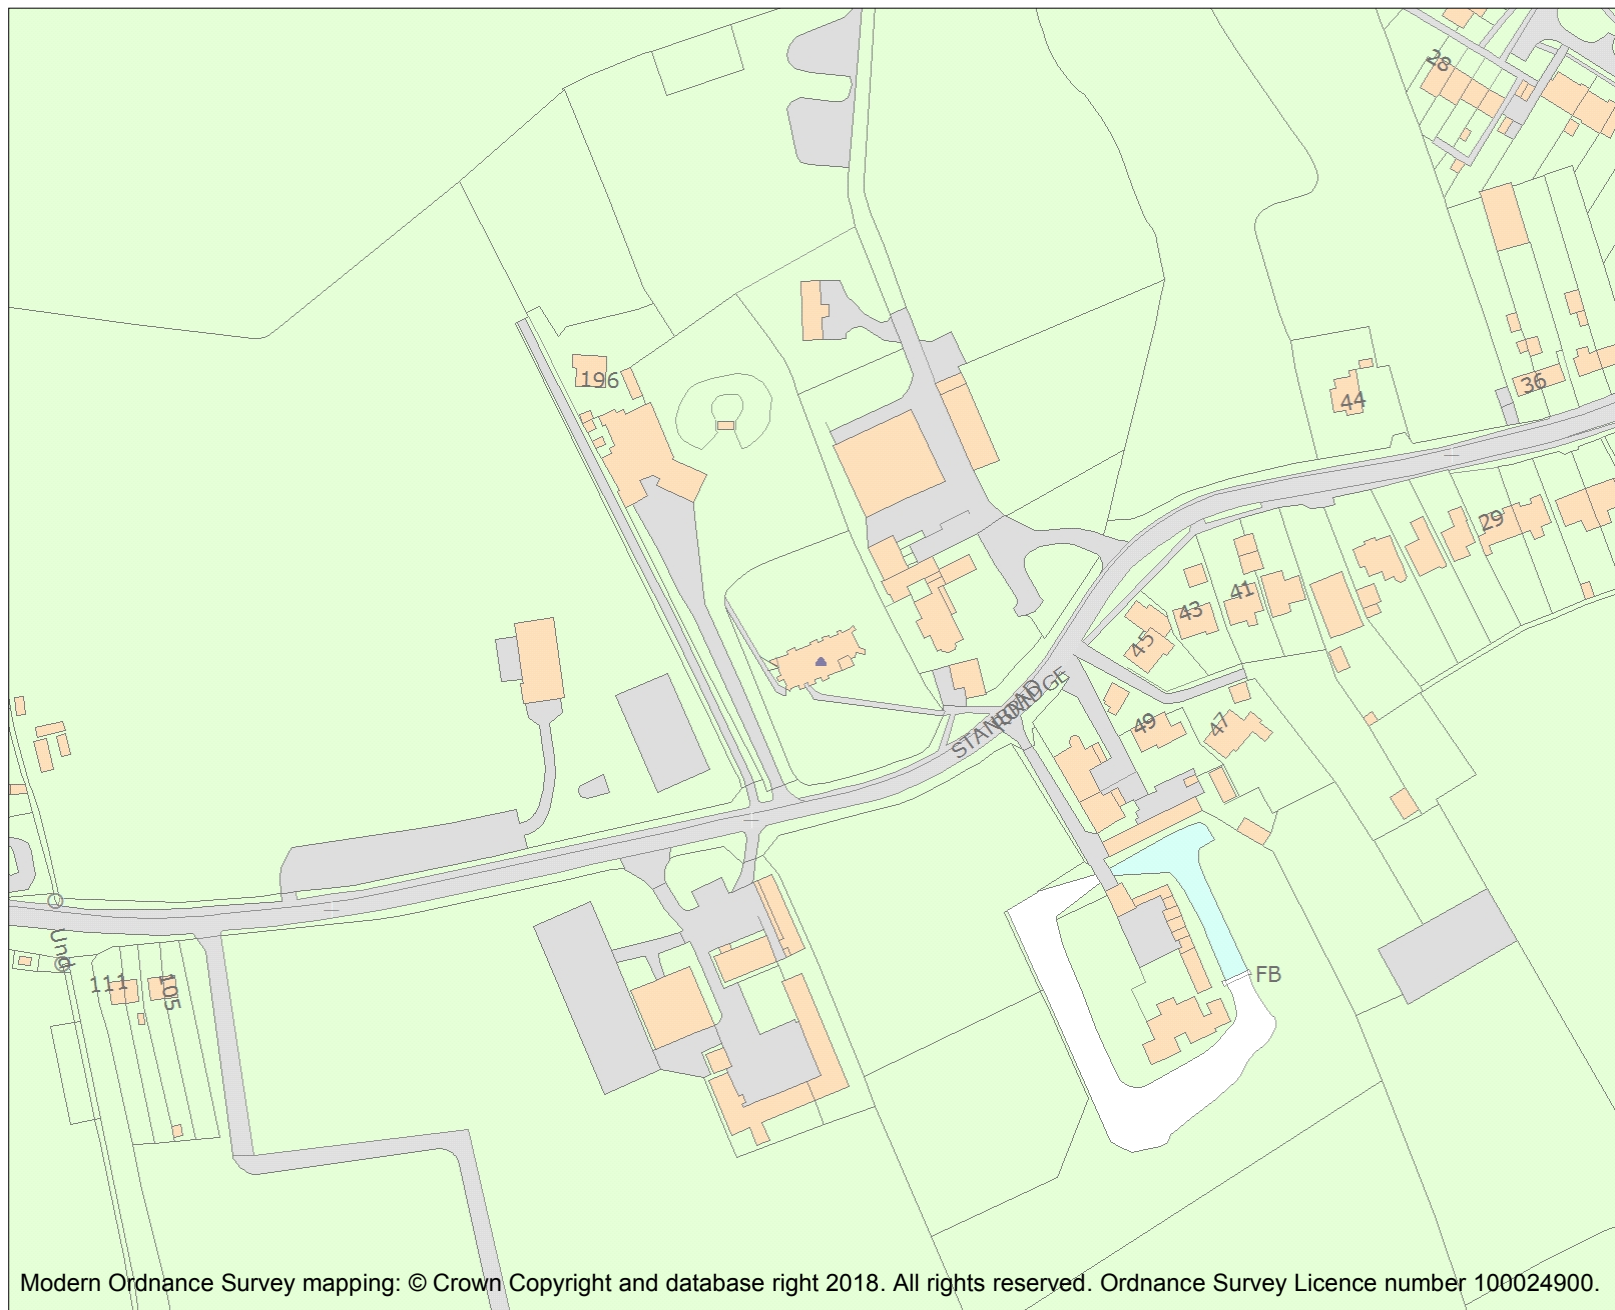 28
196
44
36
29
41
43
45
STANBRIDGE
ROAD
49
47
Und
111
105
FB
Modern Ordnance Survey mapping: © Crown Copyright and database right 2018. All rights reserved. Ordnance Survey Licence number 100024900.